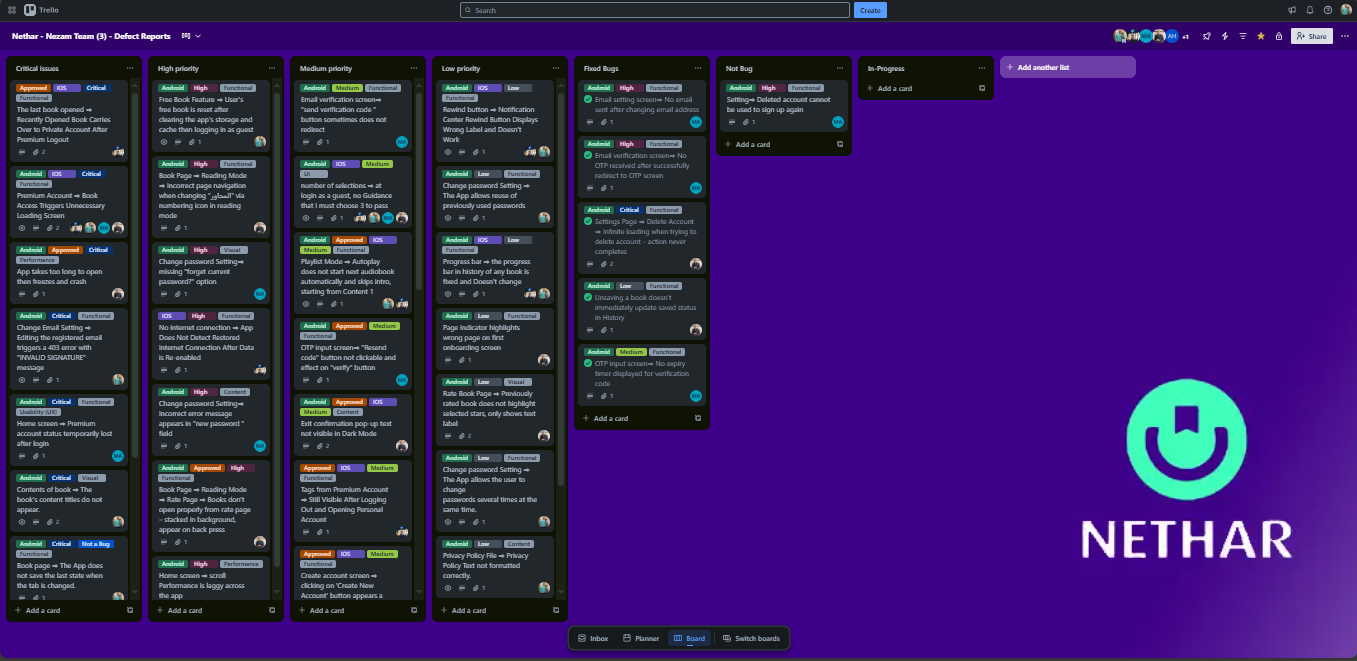 Trello
Search
Create
Nethar - Nezam Team (3) - Defect Reports
MA
AH
+1
Share
Critical issues
Approved IOS Critical
Functional
The last book opened ⇒
Recently Opened Book Carries
Over to Private Account After
Premium Logout
2
Android IOS Critical
Functional
Premium Account ⇒ Book
Access Triggers Unnecessary
Loading Screen
2
MA
Android Approved Critical
Performance
App takes too long to open
then freezes and crash
1
Android Critical Functional
Change Email Setting ⇒
Editing the registered email
triggers a 403 error with
"INVALID SIGNATURE"
message
1
Android Critical Functional
Usability (UX)
Home screen ⇒ Premium
account status temporarily lost
after login
1
MA
Android Critical Visual
Contents of book ⇒ The
book's content titles do not
appear.
2
Android Critical Not a Bug
Functional
Book page ⇒ The App does
not save the last state when
the tab is changed.
1
Add a card
High priority
Android High Functional
Free Book Feature ⇒ User's
free book is reset after
clearing the app's storage and
cache then logging in as guest
1
Android High Functional
Book Page ⇒ Reading Mode
⇒ Incorrect page navigation
when changing "المحاور" via
numbering icon in reading
mode
1
Android High Visual
Change password Setting⇒
missing "forget current
password?" option
1
MA
IOS High Functional
No internet connection ⇒ App
Does Not Detect Restored
Internet Connection After Data
is Re-enabled
1
Android High Content
Change password Setting⇒
Incorrect error message
appears in "new password "
field
1
MA
Android Approved High
Functional
Book Page ⇒ Reading Mode
⇒ Rate Page ⇒ Books don't
open properly from rate page
– stacked in background,
appear on back press
1
Android High Performance
Home screen ⇒ scroll
Performance is laggy across
the app
Add a card
Medium priority
Android Medium Functional
Email verification screen⇒
"send verification code "
button sometimes does not
redirect
1
MA
Android IOS Medium
UI
number of selections ⇒ at
login as a guest, no Guidance
that I must choose 3 to pass
1
MA
Android Approved IOS
Medium Functional
Playlist Mode ⇒ Autoplay
does not start next audiobook
automatically and skips intro,
starting from Content 1
1
Android Approved Medium
Functional
OTP input screen⇒ "Resend
code" button not clickable and
effect on "verify" button
1
MA
Android Approved IOS
Medium Content
Exit confirmation pop-up text
not visible in Dark Mode
2
Approved IOS Medium
Functional
Tags from Premium Account
⇒ Still Visible After Logging
Out and Opening Personal
Account
1
Approved IOS Medium
Functional
Create account screen ⇒
clicking on 'Create New
Account' button appears a
Add a card
Low priority
Android IOS Low
Functional
Rewind button ⇒ Notification
Center Rewind Button Displays
Wrong Label and Doesn't
Work
1
Android Low Functional
Change password Setting ⇒
The App allows reuse of
previously used passwords
1
Android IOS Low
Functional
Progress bar ⇒ the progress
bar in history of any book is
fixed and Doesn't change
1
Android Low Functional
Page Indicator highlights
wrong page on first
onboarding screen
1
Android Low Visual
Rate Book Page ⇒ Previously
rated book does not highlight
selected stars, only shows text
label
2
Android Low Functional
Change password Setting ⇒
The App allows the user to
change
passwords several times at the
same time.
1
Android Low Content
Privacy Policy File ⇒ Privacy
Policy Text not formatted
correctly.
1
Add a card
Fixed Bugs
Android High Functional
Email setting screen⇒ No email
sent after changing email address
1
MA
Android High Functional
Email verification screen⇒ No
OTP received after successfully
redirect to OTP screen
1
MA
Android Critical Functional
Settings Page ⇒ Delete Account
⇒ Infinite loading when trying to
delete account – action never
completes
2
Android Low Functional
Unsaving a book doesn't
immediately update saved status
in History
1
Android Medium Functional
OTP input screen⇒ No expiry
timer displayed for verification
code
1
MA
Add a card
Not Bug
Android High Functional
Setting⇒ Deleted account cannot
be used to sign up again
1
MA
Add a card
In-Progress
Add a card
Add another list
NETHAR
Inbox
Planner
Board
Switch boards